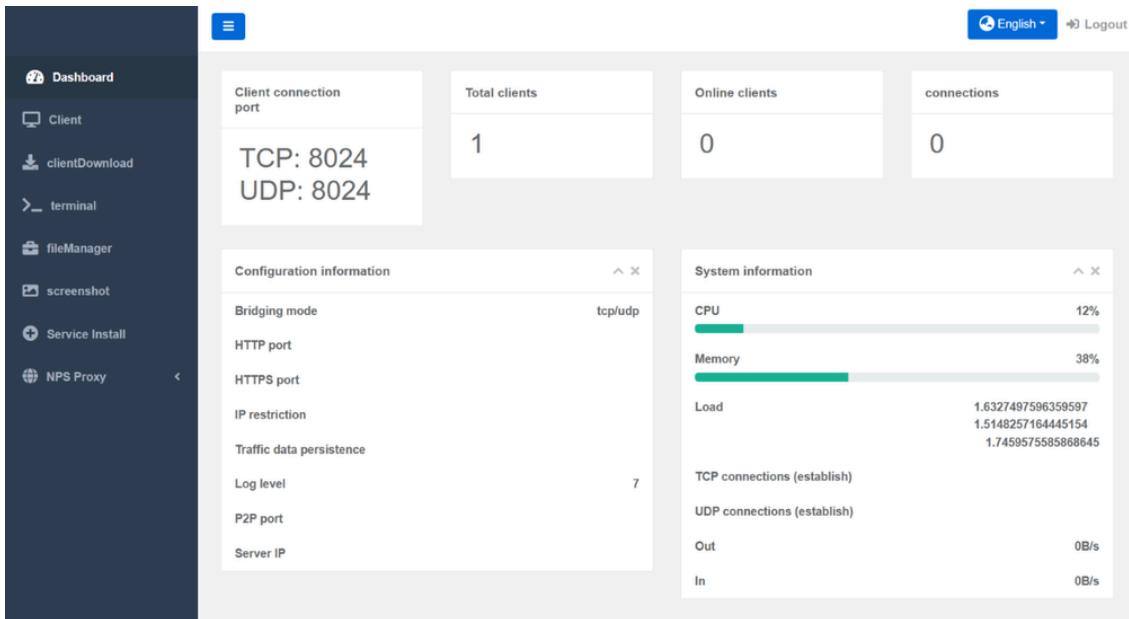 English
Logout
Dashboard
Client
clientDownload
terminal
fileManager
screenshot
Service Install
NPS Proxy
Client connection
port
TCP: 8024
UDP: 8024
Total clients
1
Online clients
0
connections
0
Configuration information
Bridging mode tcp/udp
HTTP port
HTTPS port
IP restriction
Traffic data persistence
Log level 7
P2P port
Server IP
System information
CPU 12%
Memory 38%
Load 1.6327497596359597
1.5148257164445154
1.7459575585868645
TCP connections (establish)
UDP connections (establish)
Out 0B/s
In 0B/s